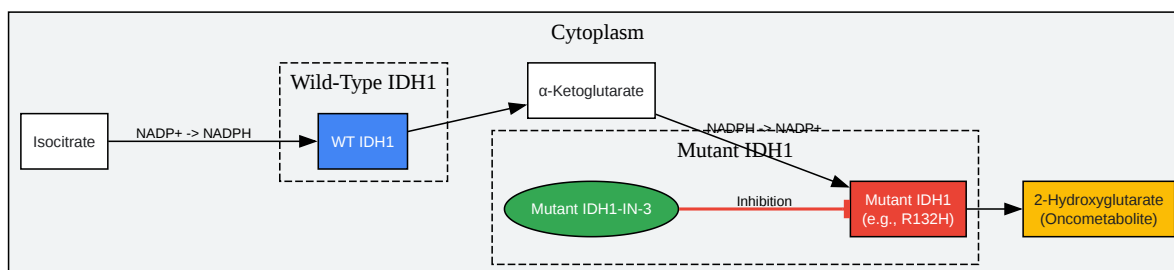 Cytoplasm
Wild-Type IDH1
Isocitrate
NADP+ -> NADPH
WT IDH1
α-Ketoglutarate
NADPH -> NADP+
Mutant IDH1
Mutant IDH1-IN-3
Inhibition
Mutant IDH1
(e.g., R132H)
2-Hydroxyglutarate
(Oncometabolite)